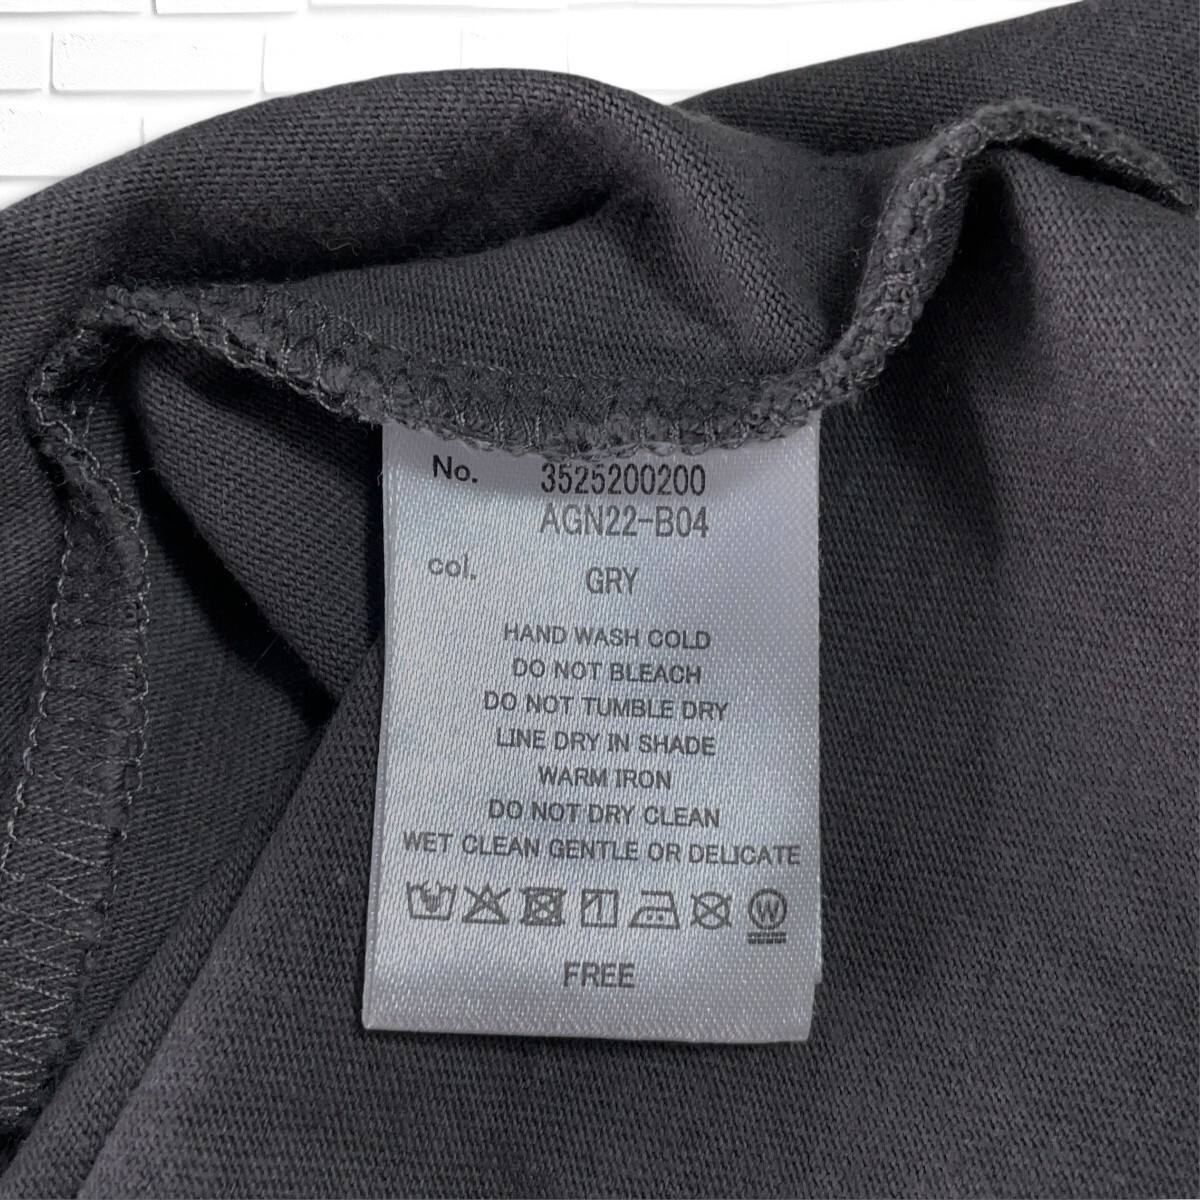 No. 3525200200
AGN22-B04
col. GRY
HAND WASH COLD
DO NOT BLEACH
DO NOT TUMBLE DRY
LINE DRY IN SHADE
WARM IRON
DO NOT DRY CLEAN
WET CLEAN GENTLE OR DELICATE
W
FREE